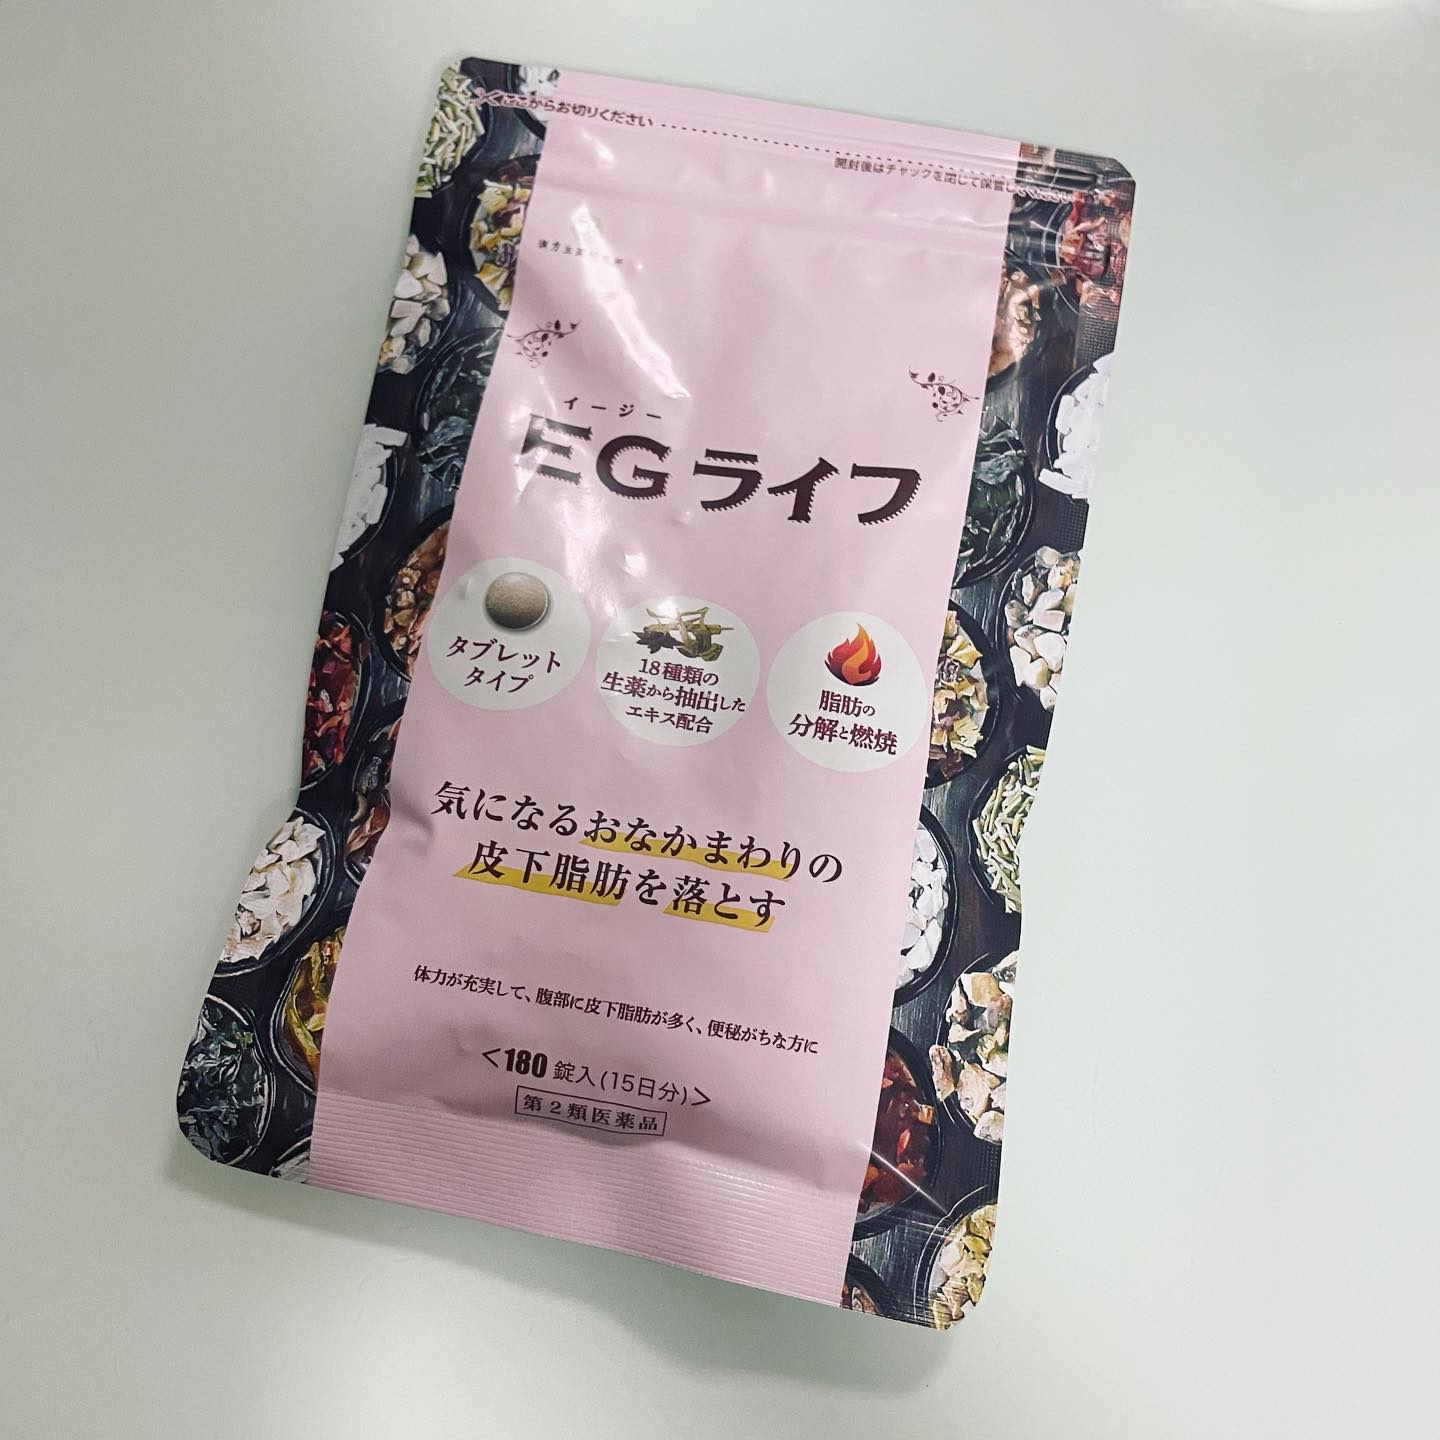 ここからお切りください
開封後はチャックを閉じて保管してください
イージー
EGライフ
タブレット
タイプ
18種類の
生薬から抽出した
エキス配合
脂肪の
分解と燃焼
気になるおなかまわりの
皮下脂肪を落とす
体力が充実して、腹部に皮下脂肪が多く、便秘がちな方に
<180錠入(15日分)>
第2類医薬品